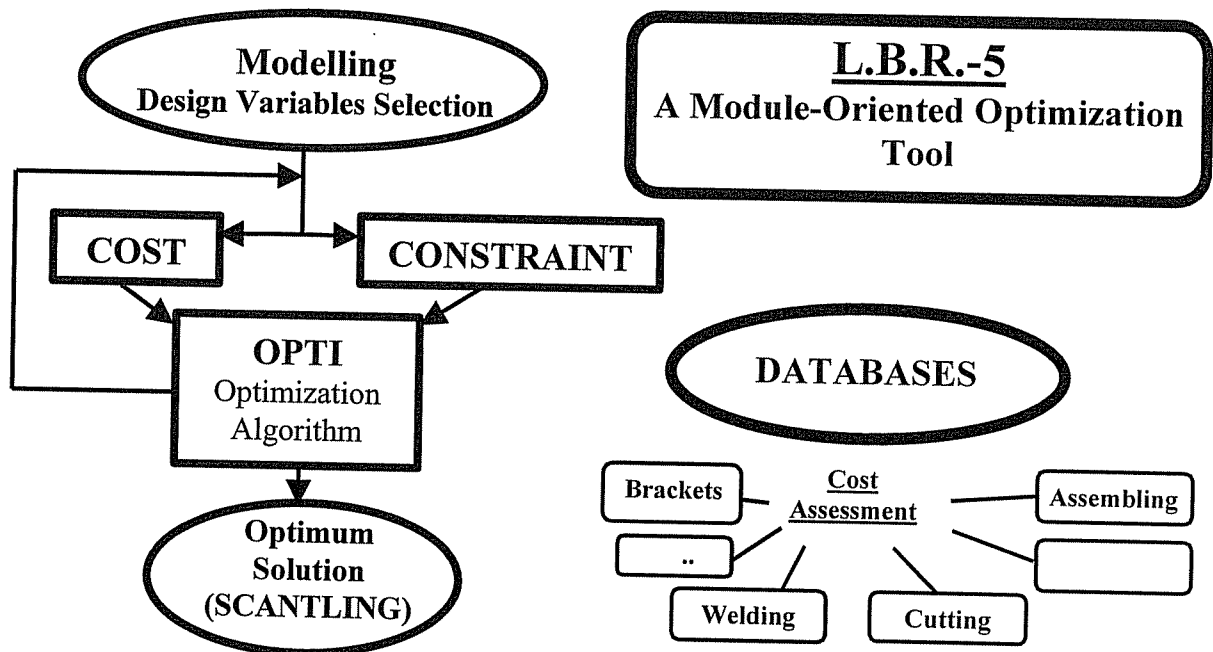 Modelling
Design Variables Selection
L.B.R.-5
A Module-Oriented Optimization
Tool
COST
CONSTRAINT
OPTI
Optimization
Algorithm
Optimum
Solution
(SCANTLING)
DATABASES
Cost
Assessment
Brackets
Assembling
..
Welding
Cutting